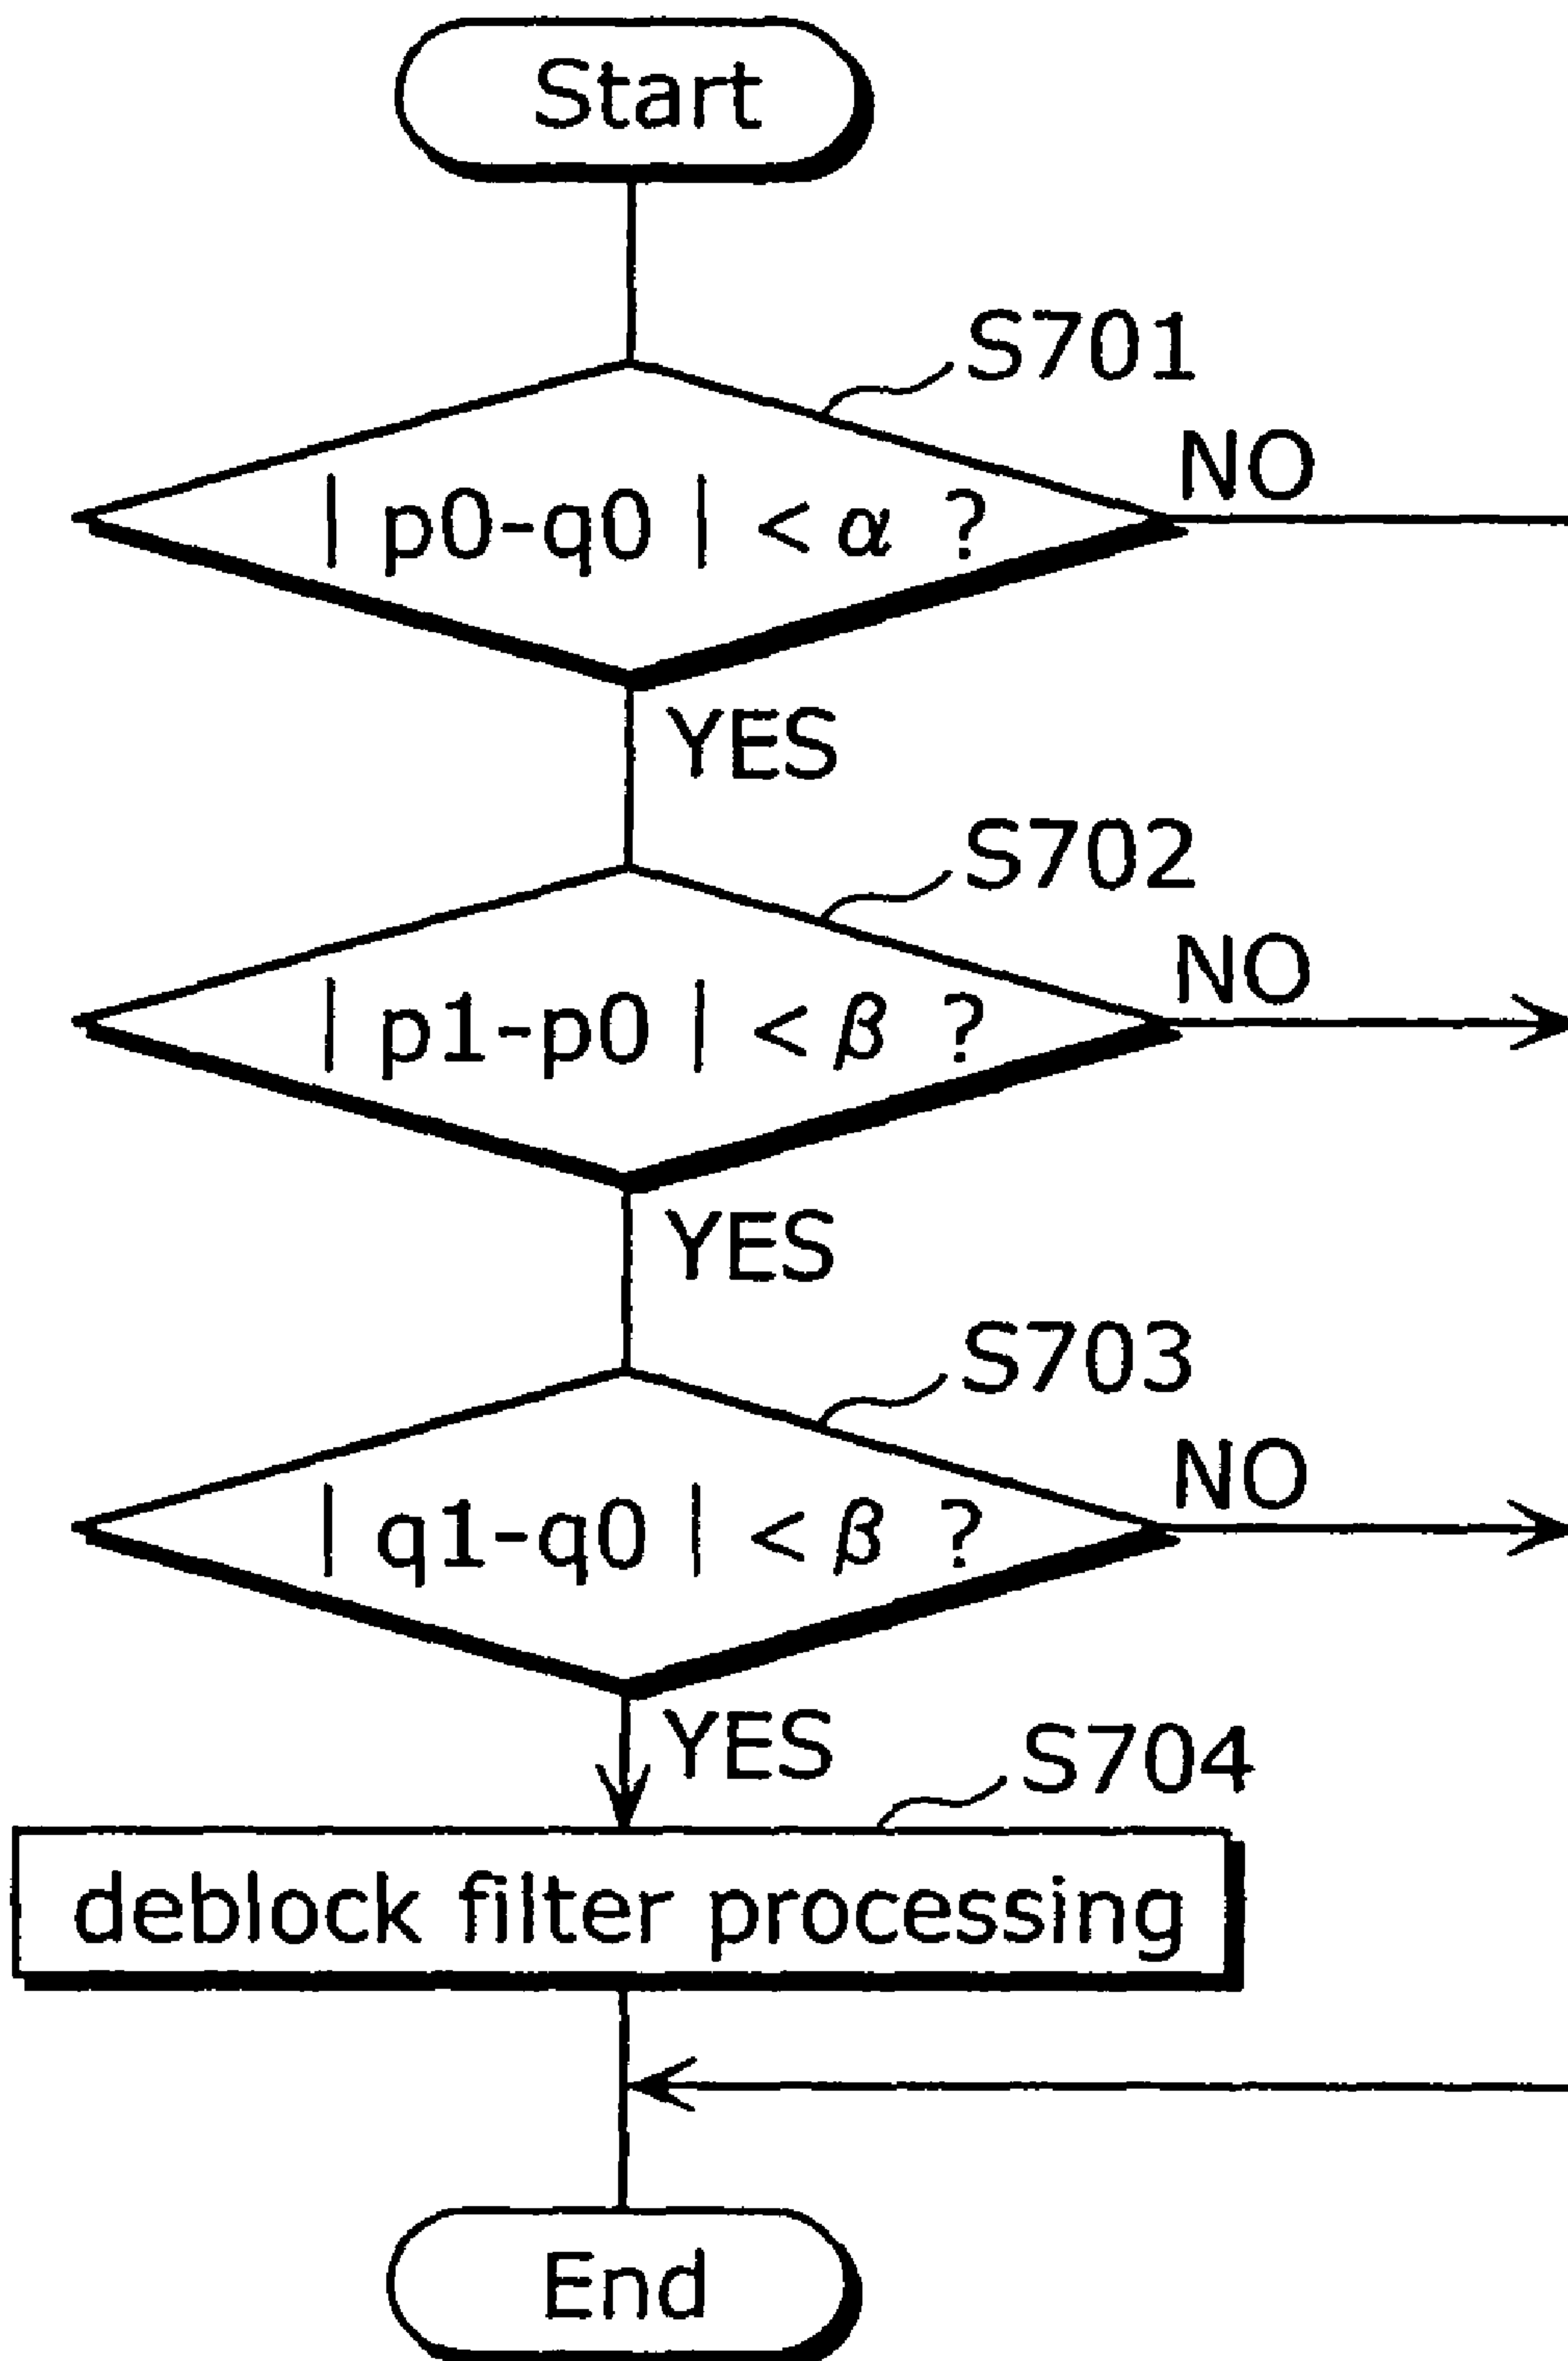 Start
S701
NO
| p0-q0 | < α ?
YES
S702
NO
| p1-p0 | < β ?
YES
S703
NO
| q1-q0 | < β ?
YES
S704
deblock filter processing
End